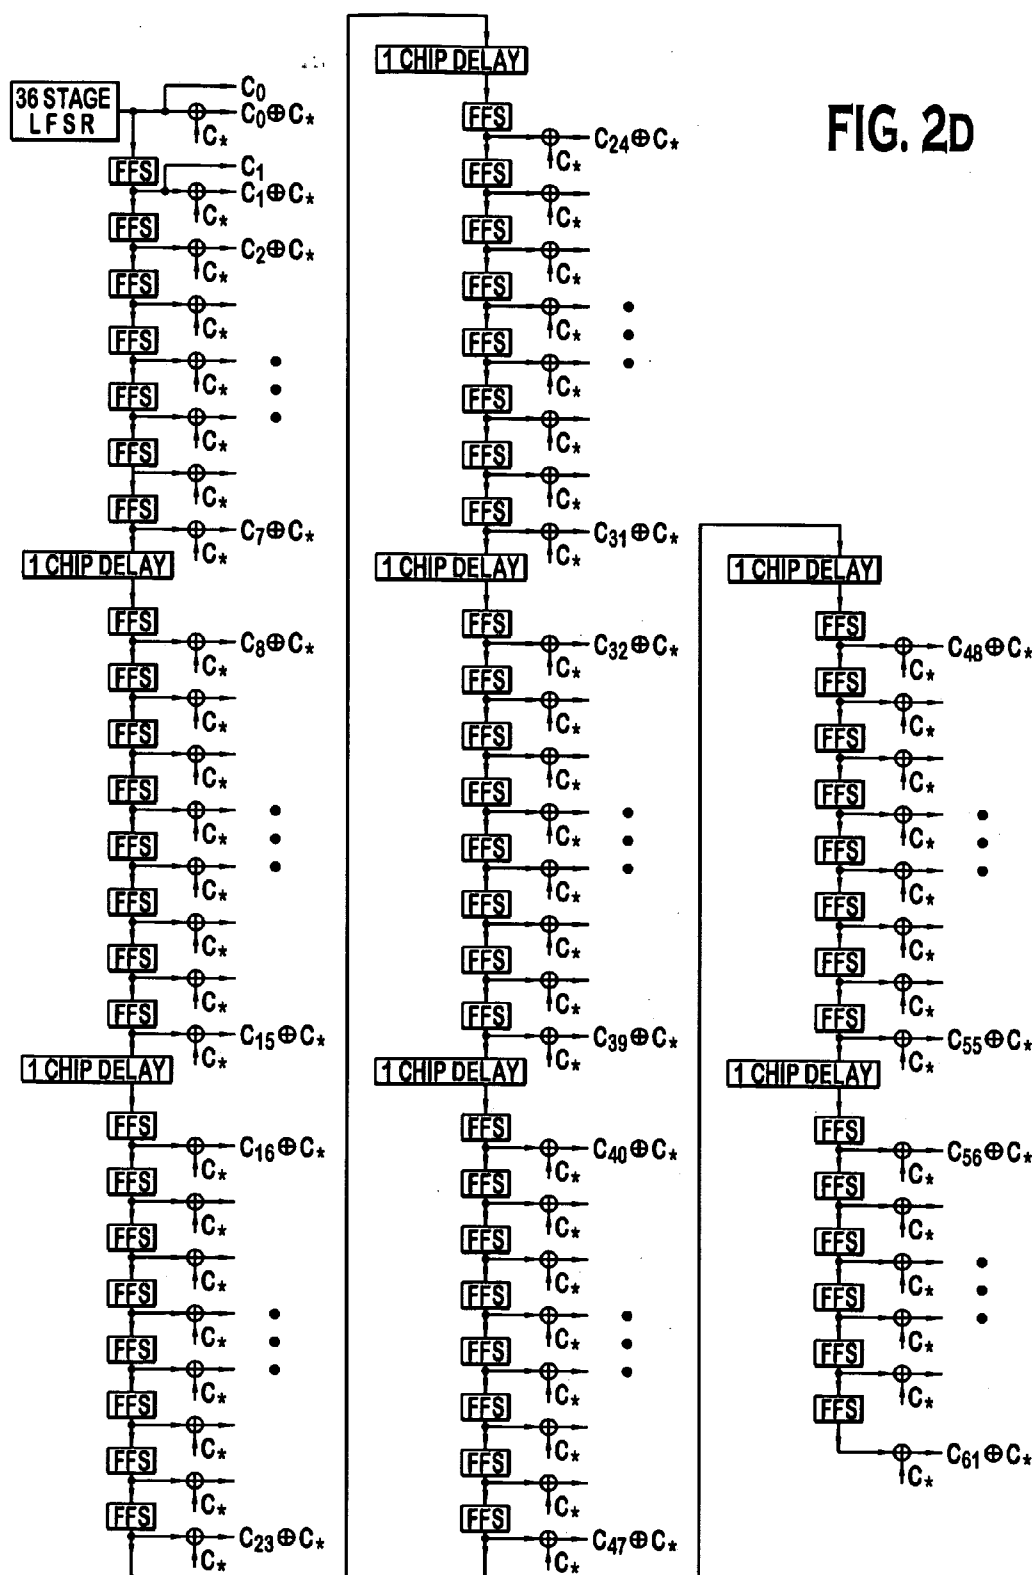 FIG. 2D
36 STAGE
LFSR
C₀
C₀⊕C*
C*
FFS
C₁
C₁⊕C*
C*
FFS
C₂⊕C*
C*
FFS
C*
FFS
C*
FFS
C*
FFS
C*
FFS
C₇⊕C*
C*
1 CHIP DELAY
FFS
C₈⊕C*
C*
FFS
C*
FFS
C*
FFS
C*
FFS
C*
FFS
C*
FFS
C*
FFS
C₁₅⊕C*
C*
1 CHIP DELAY
FFS
C₁₆⊕C*
C*
FFS
C*
FFS
C*
FFS
C*
FFS
C*
FFS
C*
FFS
C*
FFS
C₂₃⊕C*
C*
1 CHIP DELAY
FFS
C₂₄⊕C*
C*
FFS
C*
FFS
C*
FFS
C*
FFS
C*
FFS
C*
FFS
C*
FFS
C₃₁⊕C*
C*
1 CHIP DELAY
FFS
C₃₂⊕C*
C*
FFS
C*
FFS
C*
FFS
C*
FFS
C*
FFS
C*
FFS
C*
FFS
C₃₉⊕C*
C*
1 CHIP DELAY
FFS
C₄₀⊕C*
C*
FFS
C*
FFS
C*
FFS
C*
FFS
C*
FFS
C*
FFS
C*
FFS
C₄₇⊕C*
C*
1 CHIP DELAY
FFS
C₄₈⊕C*
C*
FFS
C*
FFS
C*
FFS
C*
FFS
C*
FFS
C*
FFS
C*
FFS
C₅₅⊕C*
C*
1 CHIP DELAY
FFS
C₅₆⊕C*
C*
FFS
C*
FFS
C*
FFS
C*
FFS
C*
FFS
C₆₁⊕C*
C*